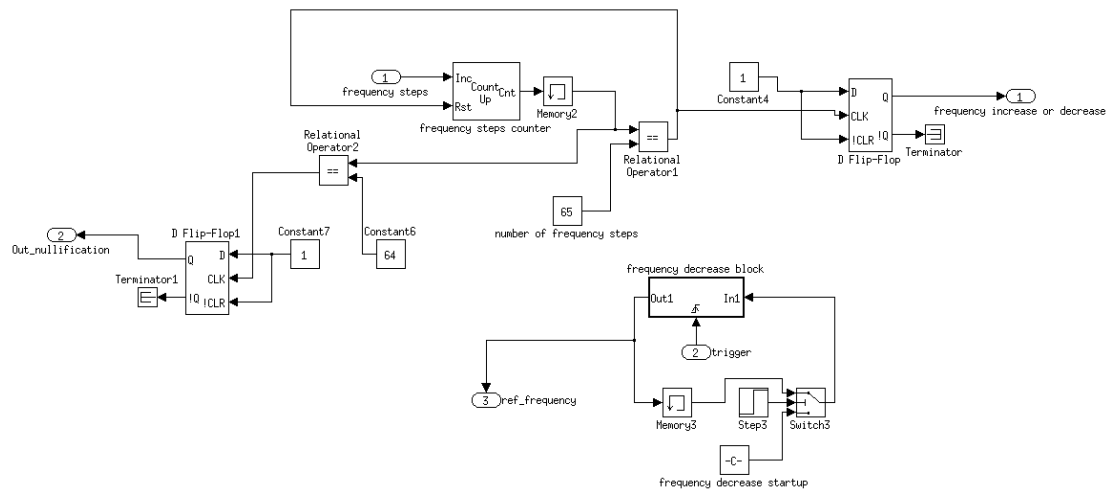 1
frequency steps
Inc
Rst
Count
Up
Cnt
frequency steps counter
Memory2
Relational
Operator2
==
==
Relational
Operator1
65
number of frequency steps
1
Constant4
D
CLK
!CLR
Q
!Q
D Flip-Flop
1
frequency increase or decrease
Terminator
2
Out_nullification
D Flip-Flop1
Q
!Q
D
CLK
!CLR
Terminator1
Constant7
1
Constant6
64
frequency decrease block
Out1
In1
2
trigger
3
ref_frequency
Memory3
Step3
Switch3
-C-
frequency decrease startup